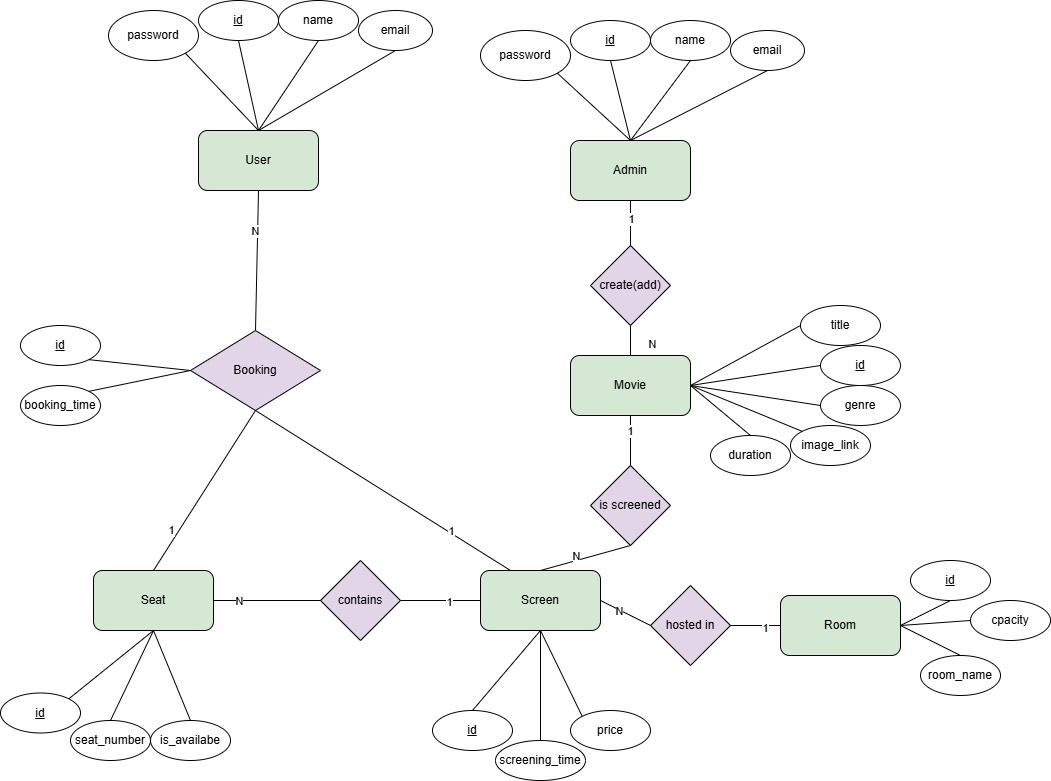 password
id
name
email
User
N
password
id
name
email
Admin
1
create(add)
N
Movie
title
id
genre
image_link
duration
1
is screened
N
id
booking_time
Booking
1
1
Seat
N
contains
1
Screen
N
hosted in
1
Room
id
cpacity
room_name
id
seat_number
is_availabe
id
screening_time
price